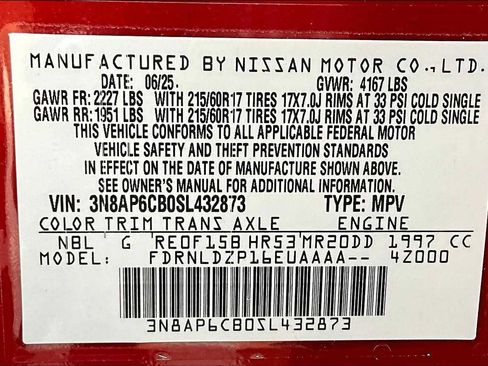 MANUFACTURED BY NISSAN MOTOR CO., LTD.
DATE: 06/25. GVWR: 4167 LBS
GAWR FR: 2227 LBS WITH 215/60R17 TIRES 17X7.0J RIMS AT 33 PSI COLD SINGLE
GAWR RR: 1951 LBS WITH 215/60R17 TIRES 17X7.0J RIMS AT 33 PSI COLD SINGLE
THIS VEHICLE CONFORMS TO ALL APPLICABLE FEDERAL MOTOR
VEHICLE SAFETY AND THEFT PREVENTION STANDARDS
IN EFFECT ON THE DATE OF MANUFACTURE SHOWN ABOVE.
SEE OWNER'S MANUAL FOR ADDITIONAL INFORMATION.
VIN: 3N8AP6CB0SL432873 TYPE: MPV
COLOR TRIM TRANS AXLE ENGINE
NBL G RE0F15B HR53 MR20DD 1997 CC
MODEL: FDRNLDZP16EUAAAA-- 4Z000
3N8AP6CB0SL432873